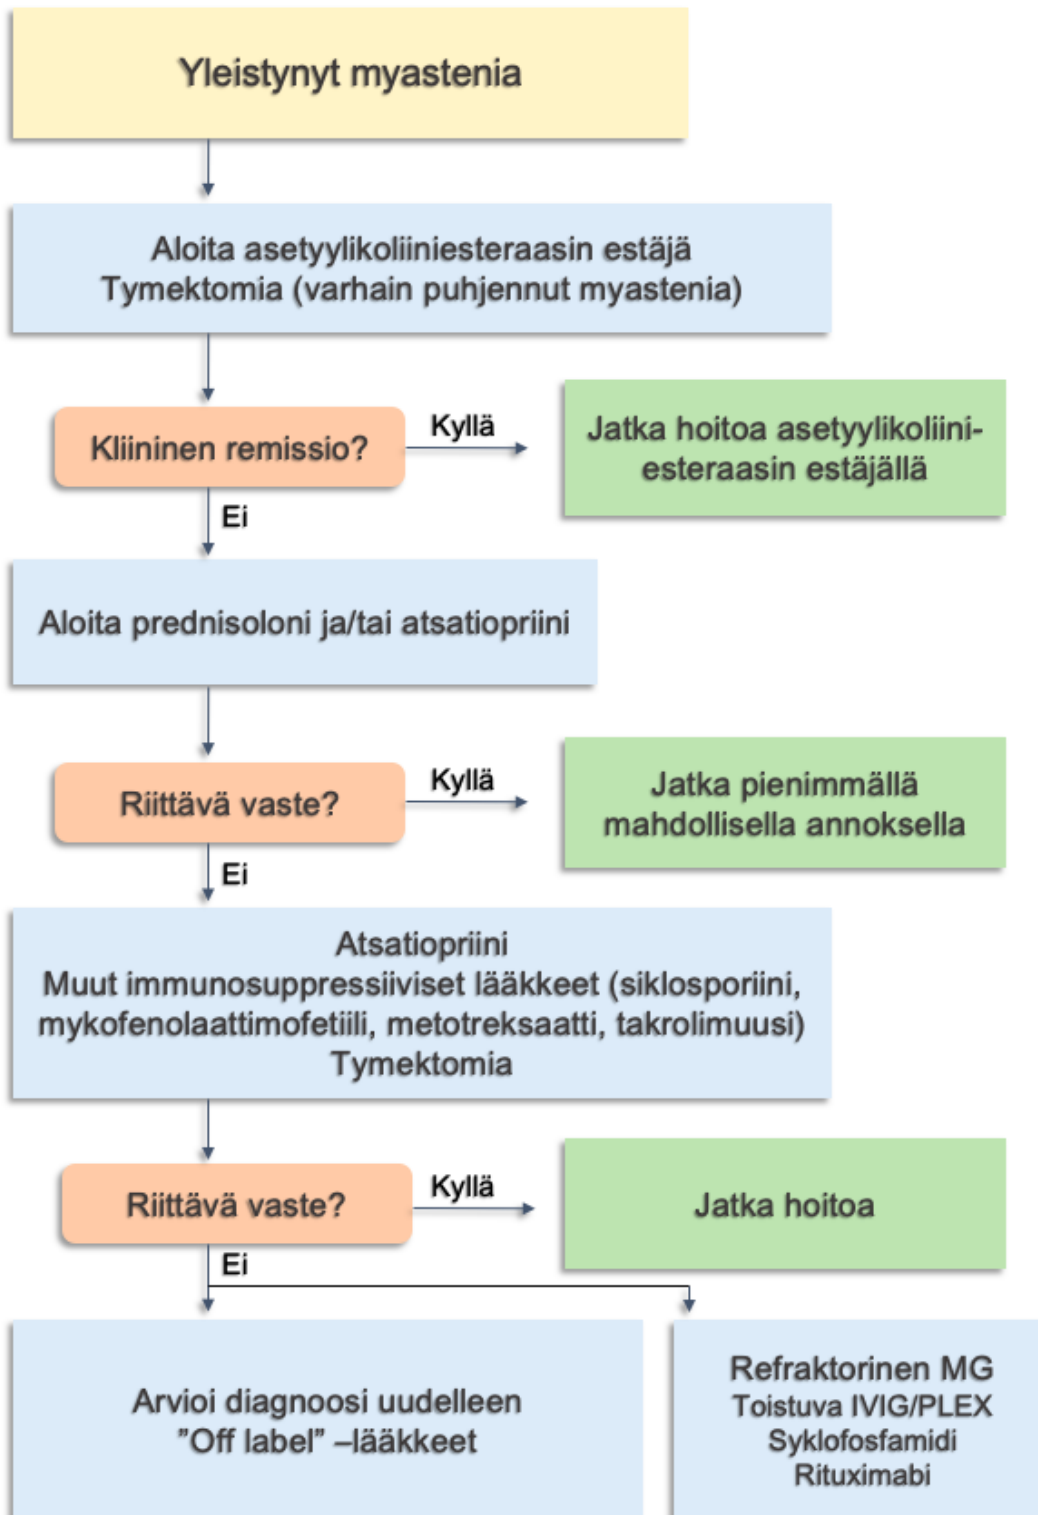 Yleistynyt myastenia
Aloita asetyylikoliiniesteraasin estäjä
Tymektomia (varhain puhjennut myastenia)
Kliininen remissio?
Kyllä
Jatka hoitoa asetyylikoliini-
esteraasin estäjällä
Ei
Aloita prednisoloni ja/tai atsatiopriini
Riittävä vaste?
Kyllä
Jatka pienimmällä
mahdollisella annoksella
Ei
Atsatiopriini
Muut immunosuppressiiviset lääkkeet (siklosporiini,
mykofenolaattimofetiili, metotreksaatti, takrolimuusi)
Tymektomia
Riittävä vaste?
Kyllä
Jatka hoitoa
Ei
Arvioi diagnoosi uudelleen
”Off label” –lääkkeet
Refraktorinen MG
Toistuva IVIG/PLEX
Syklofosfamidi
Rituximabi